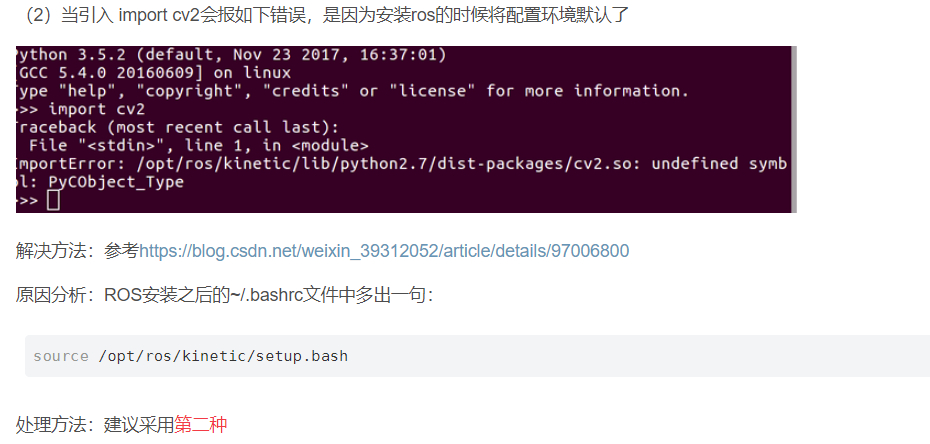 （2）当引入 import cv2会报如下错误，是因为安装ros的时候将配置环境默认了
ython 3.5.2 (default, Nov 23 2017, 16:37:01)
GCC 5.4.0 20160609] on linux
ype "help", "copyright", "credits" or "license" for more information.
>>> import cv2
Traceback (most recent call last):
  File "<stdin>", line 1, in <module>
ImportError: /opt/ros/kinetic/lib/python2.7/dist-packages/cv2.so: undefined symb
ol: PyCObject_Type
>>>
解决方法：参考https://blog.csdn.net/weixin_39312052/article/details/97006800
原因分析：ROS安装之后的~/.bashrc文件中多出一句：
source /opt/ros/kinetic/setup.bash
处理方法：建议采用第二种